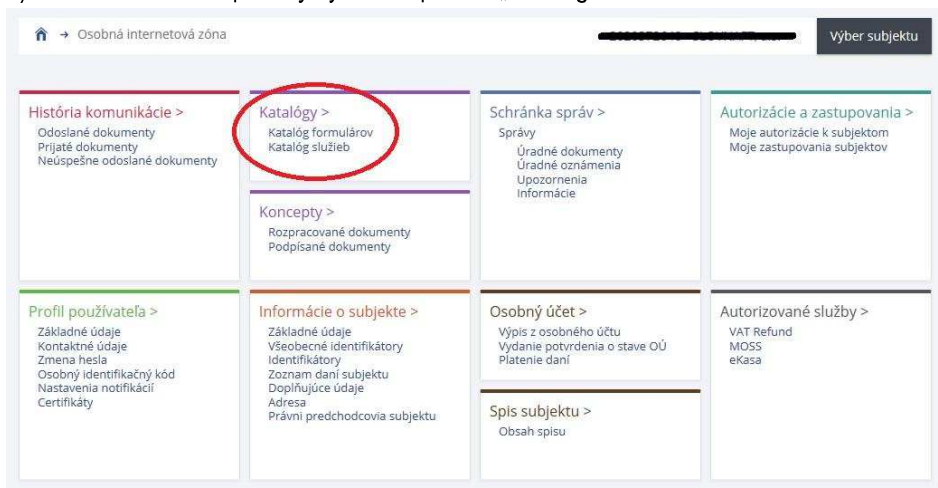 Osobná internetová zóna
Výber subjektu
História komunikácie >
Odoslané dokumenty
Prijaté dokumenty
Neúspešne odoslané dokumenty
Katalógy >
Katalóg formulárov
Katalóg služieb
Koncepty >
Rozpracované dokumenty
Podpísané dokumenty
Schránka správ >
Správy
Úradné dokumenty
Úradné oznámenia
Upozornenia
Informácie
Autorizácie a zastupovania >
Moje autorizácie k subjektom
Moje zastupovania subjektov
Profil používateľa >
Základné údaje
Kontaktné údaje
Zmena hesla
Osobný identifikačný kód
Nastavenia notifikácií
Certifikáty
Informácie o subjekte >
Základné údaje
Všeobecné identifikátory
Identifikátory
Zoznam daní subjektu
Doplňujúce údaje
Adresa
Právni predchodcovia subjektu
Osobný účet >
Výpis z osobného účtu
Vydanie potvrdenia o stave OÚ
Platenie daní
Spis subjektu >
Obsah spisu
Autorizované služby >
VAT Refund
MOSS
eKasa